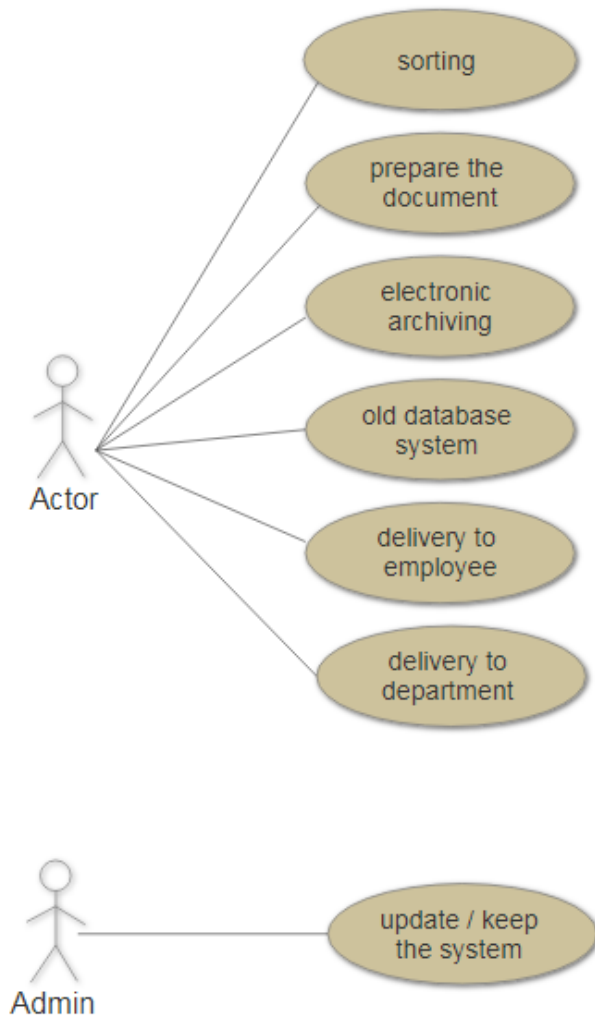 sorting
prepare the
document
electronic
archiving
old database
system
Actor
delivery to
employee
delivery to
department
update / keep
the system
Admin